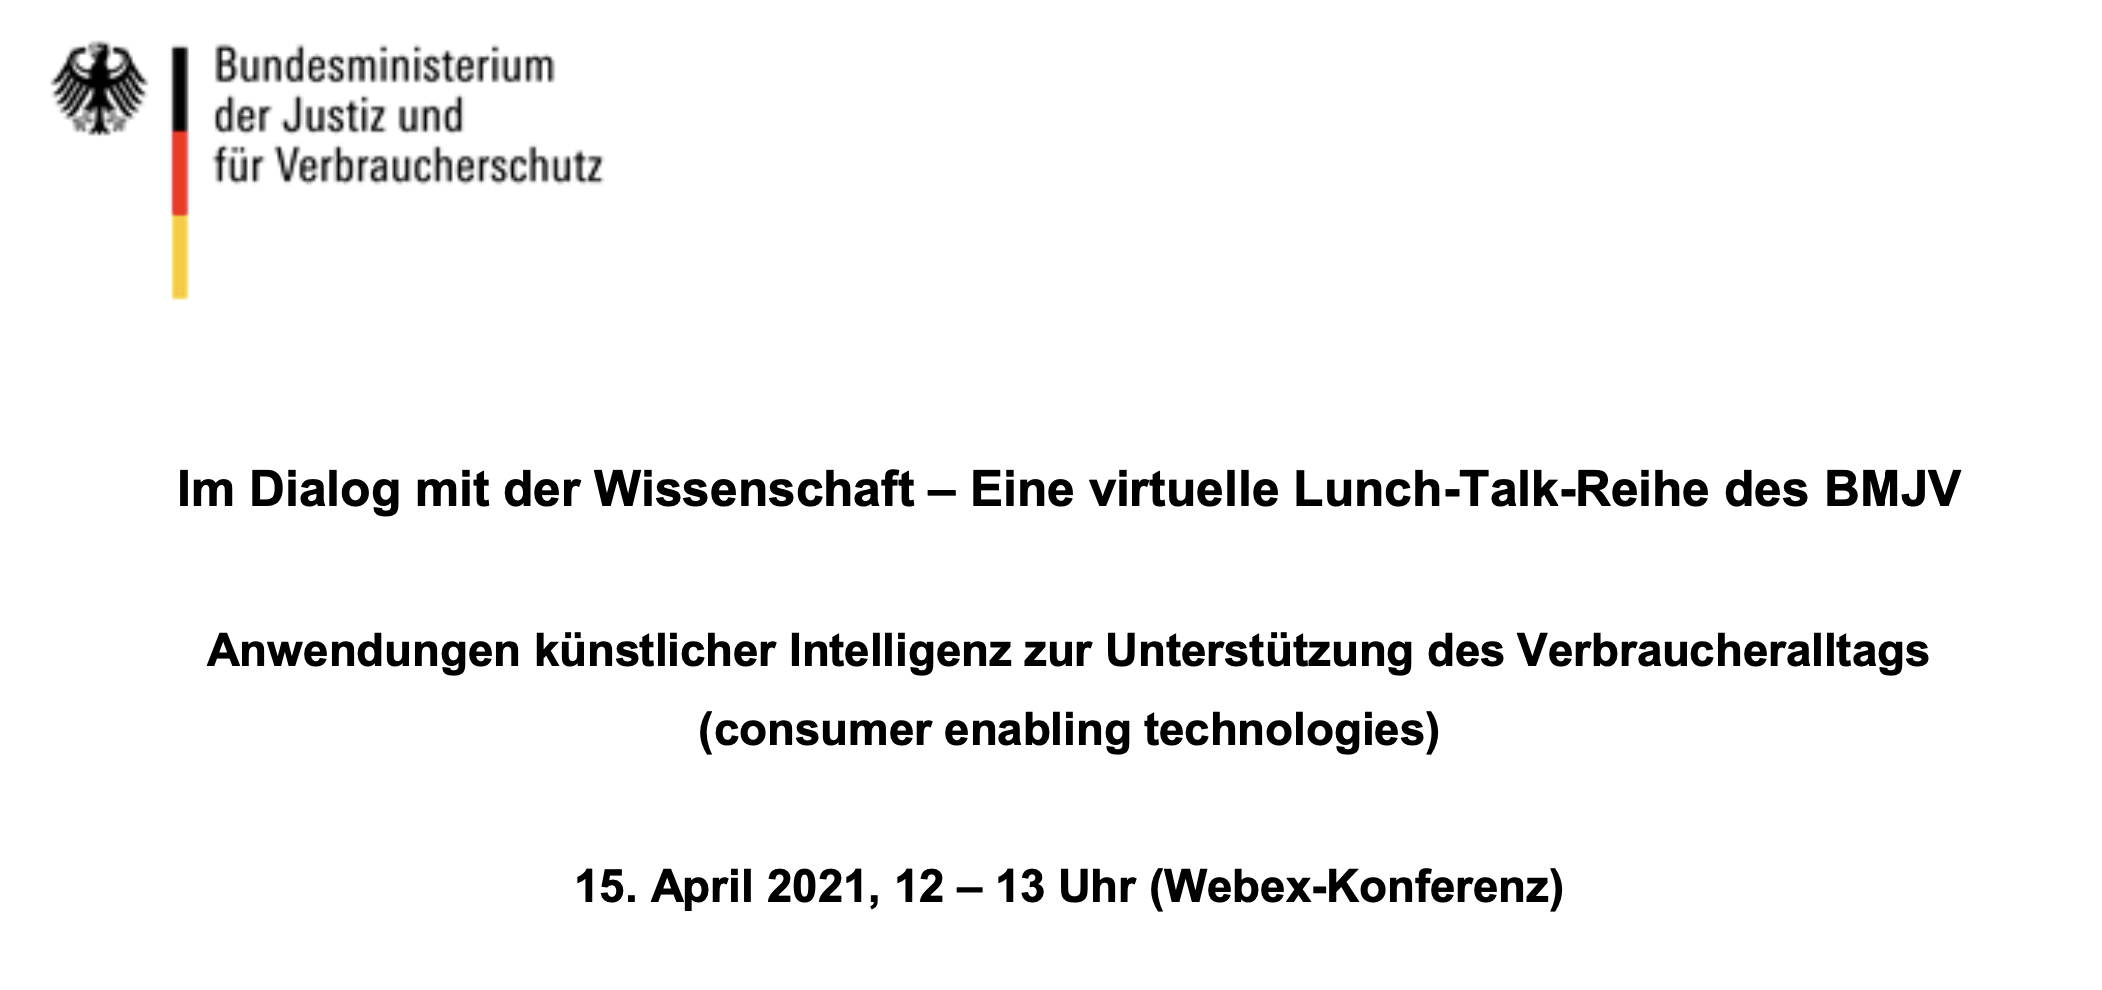 Bundesministerium
der Justiz und
für Verbraucherschutz
Im Dialog mit der Wissenschaft – Eine virtuelle Lunch-Talk-Reihe des BMJV
Anwendungen künstlicher Intelligenz zur Unterstützung des Verbraucheralltags
(consumer enabling technologies)
15. April 2021, 12 – 13 Uhr (Webex-Konferenz)